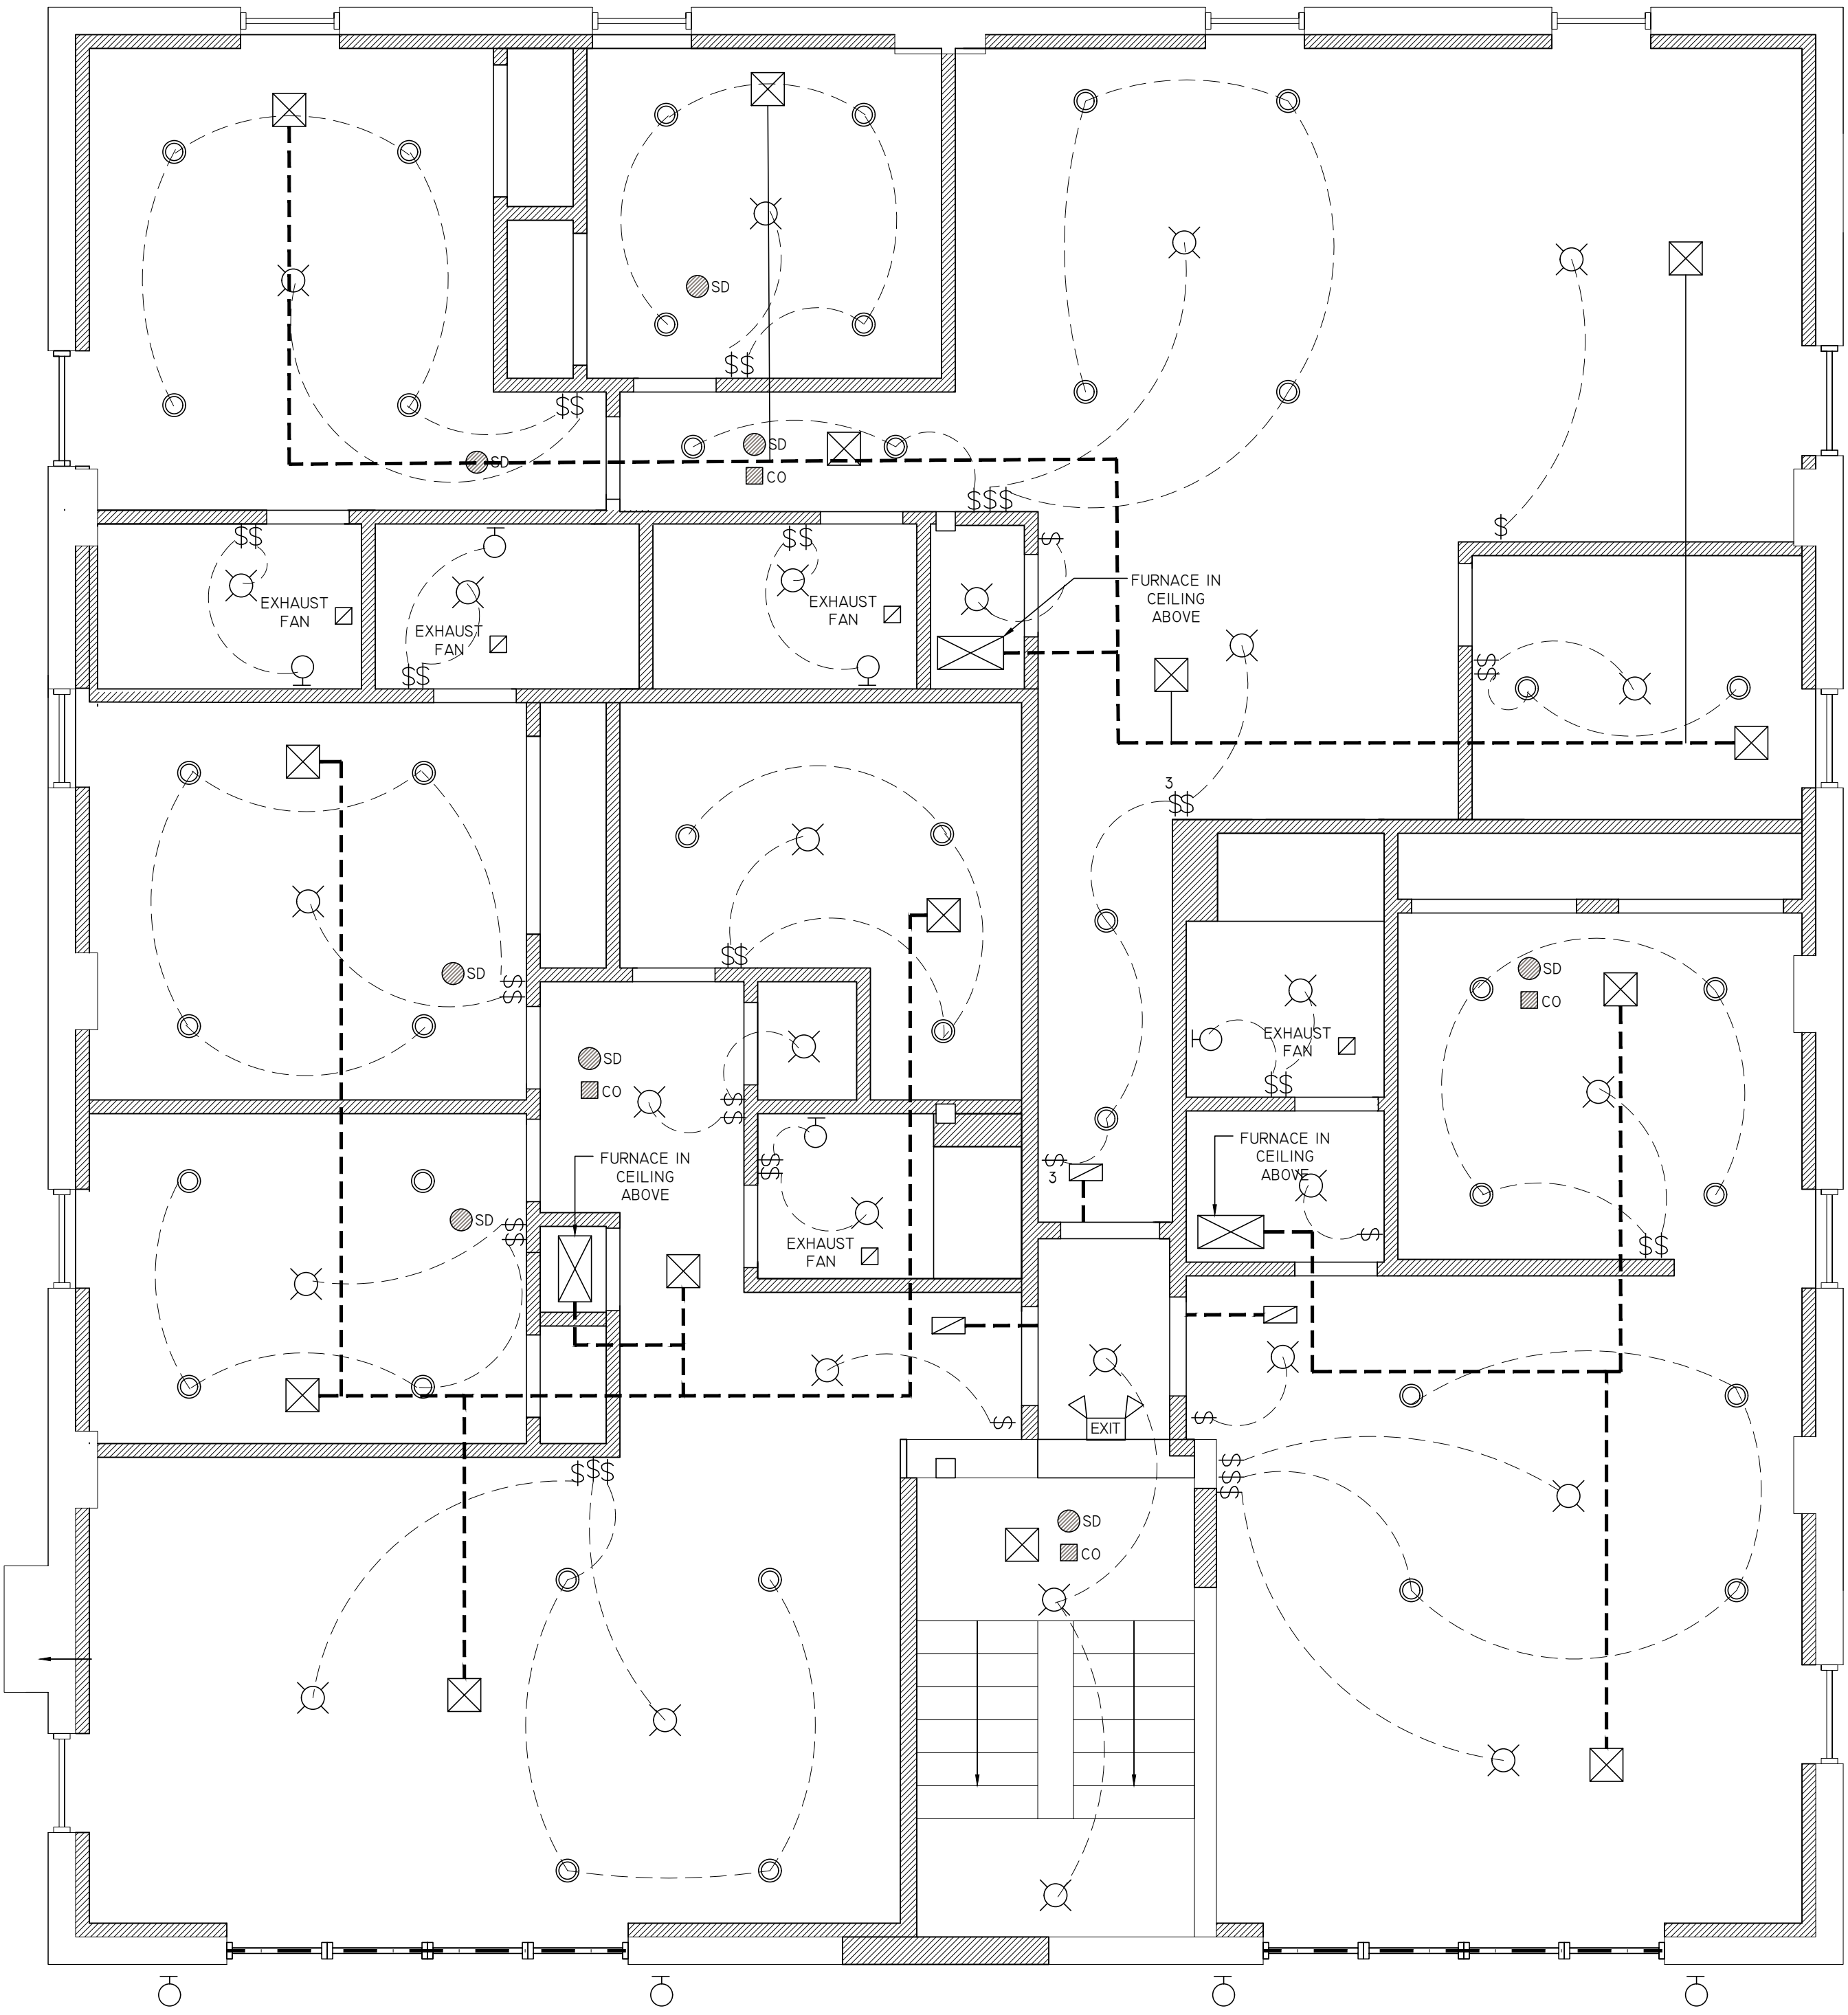 SD
$$
$$
SD
SD
CO
$$$
$
$
$$
$$
EXHAUST
FAN
EXHAUST
FAN
$$
EXHAUST
FAN
FURNACE IN
CEILING
ABOVE
$$
3
$$
$$
SD
$$
SD
CO
SD
CO
$$
EXHAUST
FAN
$$
FURNACE IN
CEILING
ABOVE
$$
$
3
FURNACE IN
CEILING
ABOVE
SD
$$
EXHAUST
FAN
$
$$
$
$
EXIT
$$$
$$$
SD
CO